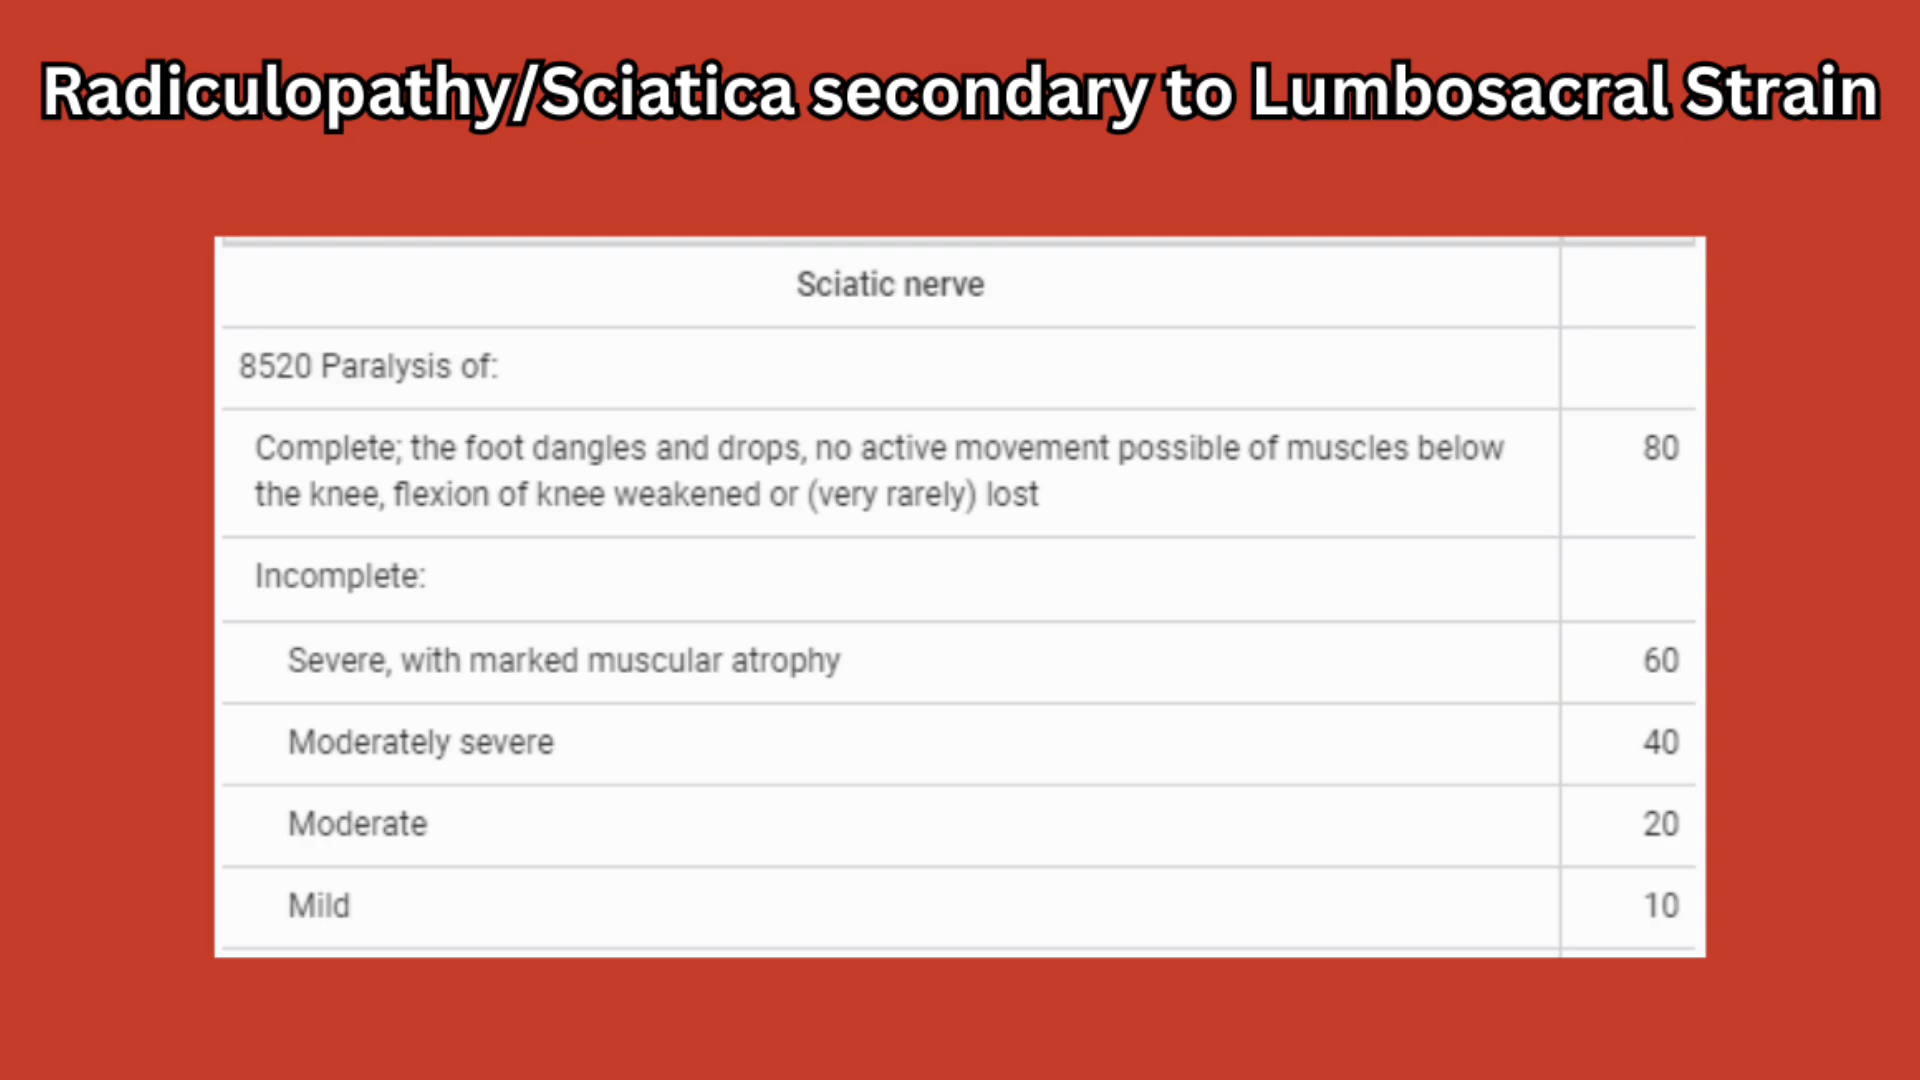 Radiculopathy/Sciatica secondary to Lumbosacral Strain
Sciatic nerve
8520 Paralysis of:
Complete; the foot dangles and drops, no active movement possible of muscles below 80
the knee, flexion of knee weakened or (very rarely) lost
Incomplete:
Severe, with marked muscular atrophy 60
Moderately severe 40
Moderate 20
Mild 10